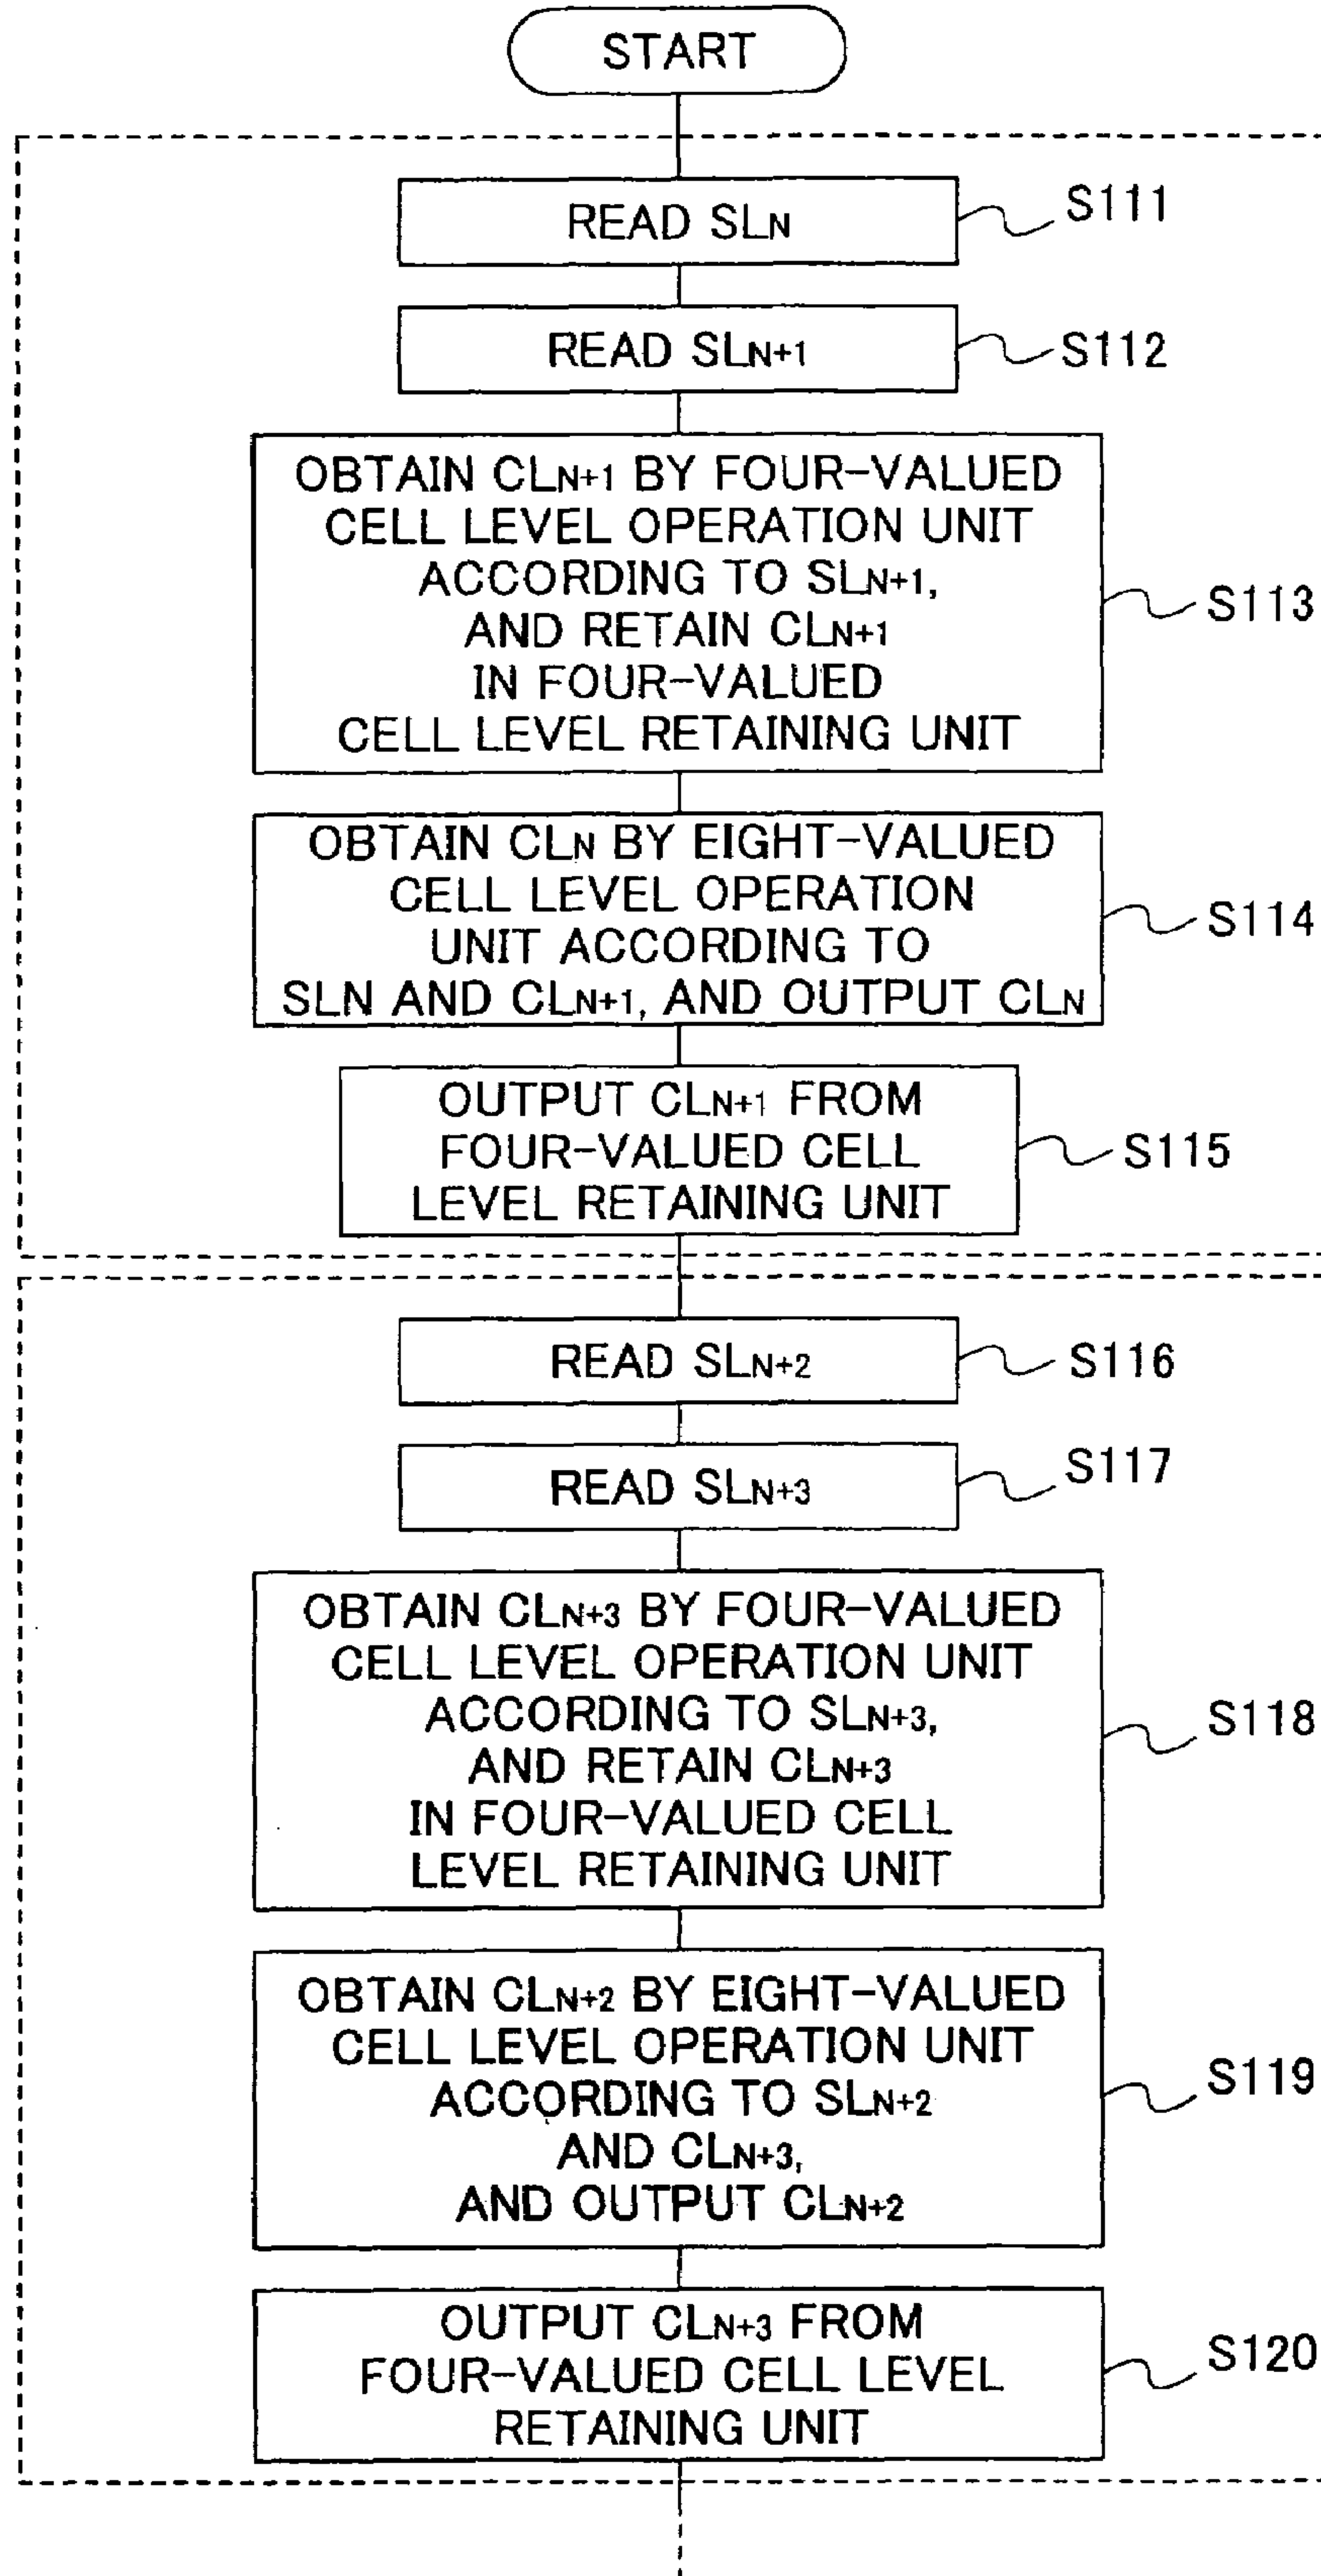 START
READ SLN
S111
READ SLN+1
S112
OBTAIN CLN+1 BY FOUR-VALUED
CELL LEVEL OPERATION UNIT
ACCORDING TO SLN+1,
AND RETAIN CLN+1
IN FOUR-VALUED
CELL LEVEL RETAINING UNIT
S113
OBTAIN CLN BY EIGHT-VALUED
CELL LEVEL OPERATION
UNIT ACCORDING TO
SLN AND CLN+1, AND OUTPUT CLN
S114
OUTPUT CLN+1 FROM
FOUR-VALUED CELL
LEVEL RETAINING UNIT
S115
READ SLN+2
S116
READ SLN+3
S117
OBTAIN CLN+3 BY FOUR-VALUED
CELL LEVEL OPERATION UNIT
ACCORDING TO SLN+3,
AND RETAIN CLN+3
IN FOUR-VALUED CELL
LEVEL RETAINING UNIT
S118
OBTAIN CLN+2 BY EIGHT-VALUED
CELL LEVEL OPERATION UNIT
ACCORDING TO SLN+2
AND CLN+3,
AND OUTPUT CLN+2
S119
OUTPUT CLN+3 FROM
FOUR-VALUED CELL LEVEL
RETAINING UNIT
S120